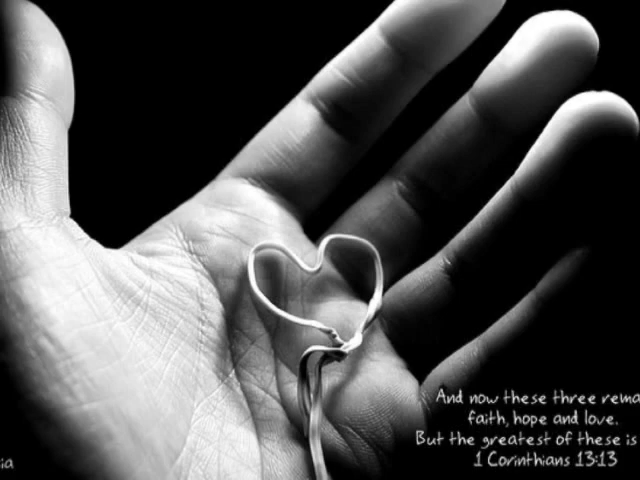 And now these three rema
faith, hope and love.
But the greatest of these is
1 Corinthians 13:13
ia